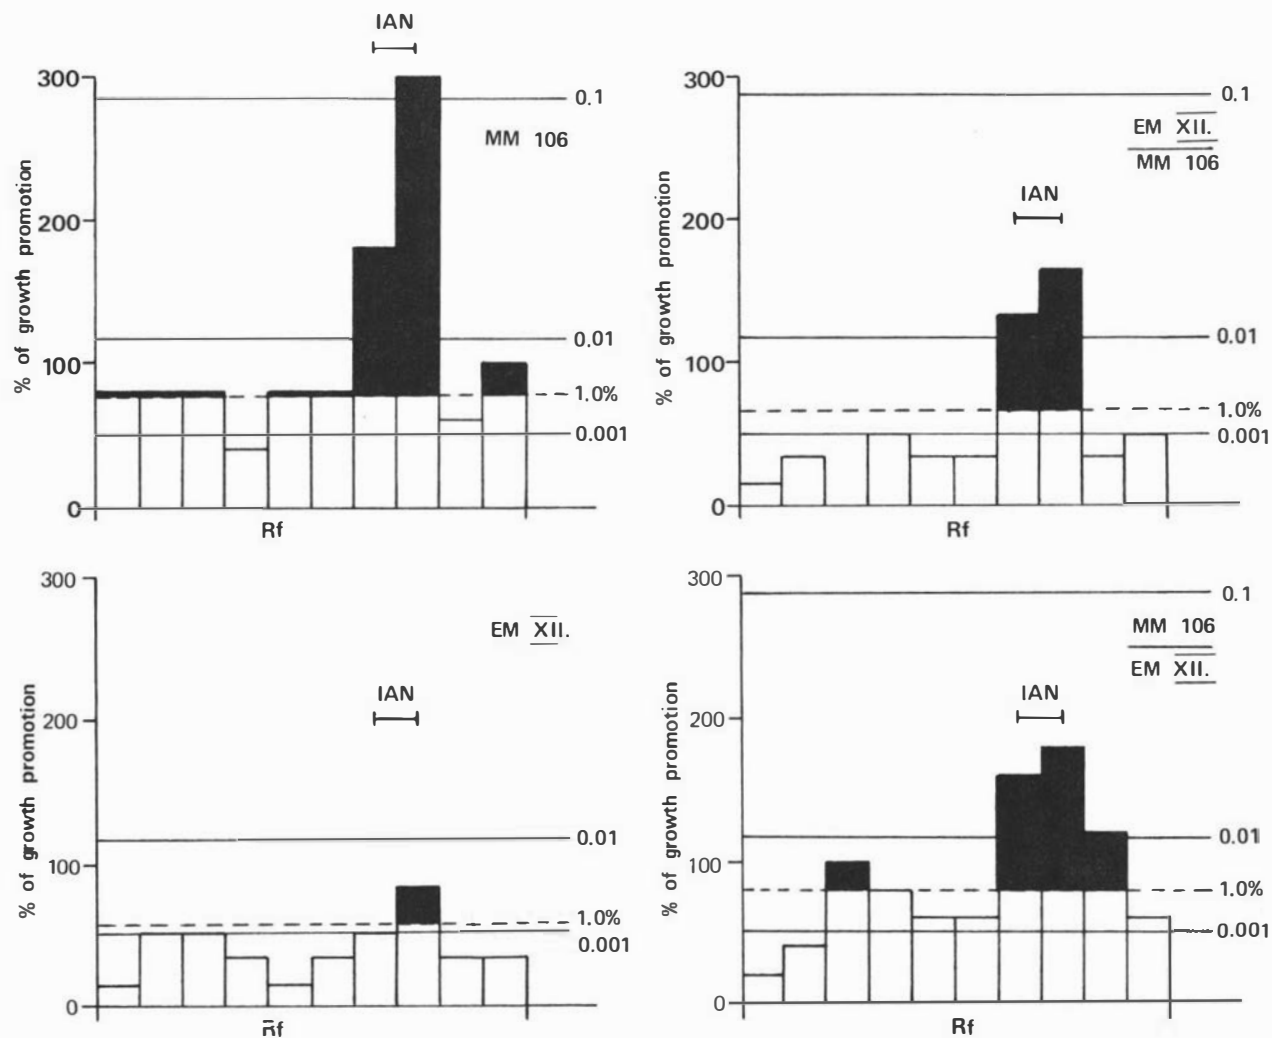 IAN
300
0.1
MM 106
200
% of growth promotion
0.01
100
1.0%
0.001
0
Rf
300
0.1
EM XII.
MM 106
IAN
200
% of growth promotion
0.01
100
1.0%
0.001
0
Rf
300
EM XII.
IAN
200
% of growth promotion
0.01
100
1.0%
0.001
0
Rf
300
0.1
MM 106
EM XII.
IAN
200
% of growth promotion
0.01
100
1.0%
0.001
0
Rf